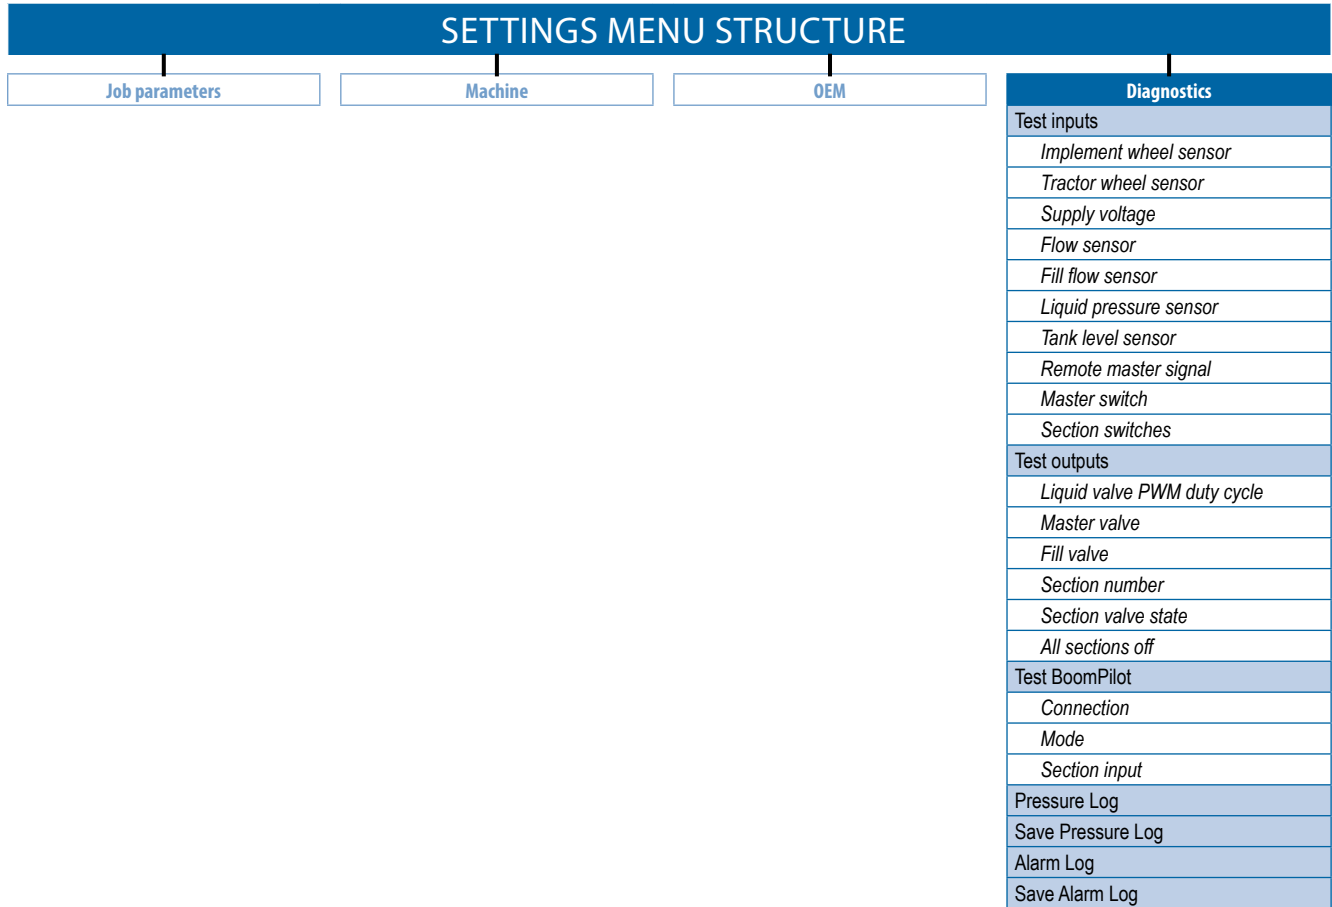 SETTINGS MENU STRUCTURE
Job parameters
Machine
OEM
Diagnostics
Test inputs
Implement wheel sensor
Tractor wheel sensor
Supply voltage
Flow sensor
Fill flow sensor
Liquid pressure sensor
Tank level sensor
Remote master signal
Master switch
Section switches
Test outputs
Liquid valve PWM duty cycle
Master valve
Fill valve
Section number
Section valve state
All sections off
Test BoomPilot
Connection
Mode
Section input
Pressure Log
Save Pressure Log
Alarm Log
Save Alarm Log